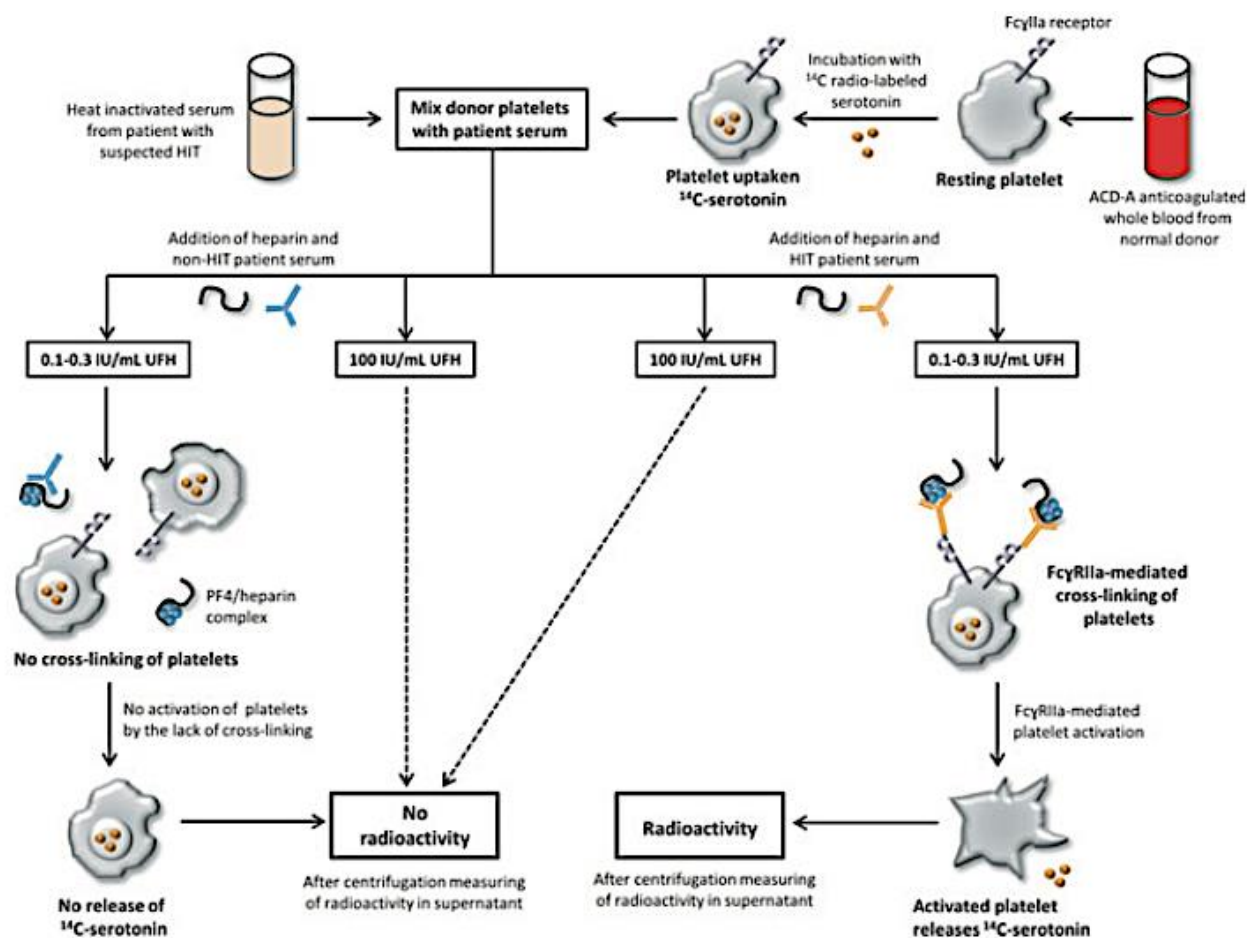 FcγIIa receptor
Heat inactivated serum
from patient with
suspected HIT
Mix donor platelets
with patient serum
Incubation with
¹⁴C radio-labeled
serotonin
Platelet uptaken
¹⁴C-serotonin
Resting platelet
ACD-A anticoagulated
whole blood from
normal donor
Addition of heparin and
non-HIT patient serum
Addition of heparin and
HIT patient serum
0.1-0.3 IU/mL UFH
100 IU/mL UFH
100 IU/mL UFH
0.1-0.3 IU/mL UFH
PF4/heparin
complex
No cross-linking of platelets
FcγRIIa-mediated
cross-linking of
platelets
No activation of platelets
by the lack of cross-linking
FcγRIIa-mediated
platelet activation
No
radioactivity
Radioactivity
After centrifugation measuring
of radioactivity in supernatant
After centrifugation measuring
of radioactivity in supernatant
No release of
¹⁴C-serotonin
Activated platelet
releases ¹⁴C-serotonin